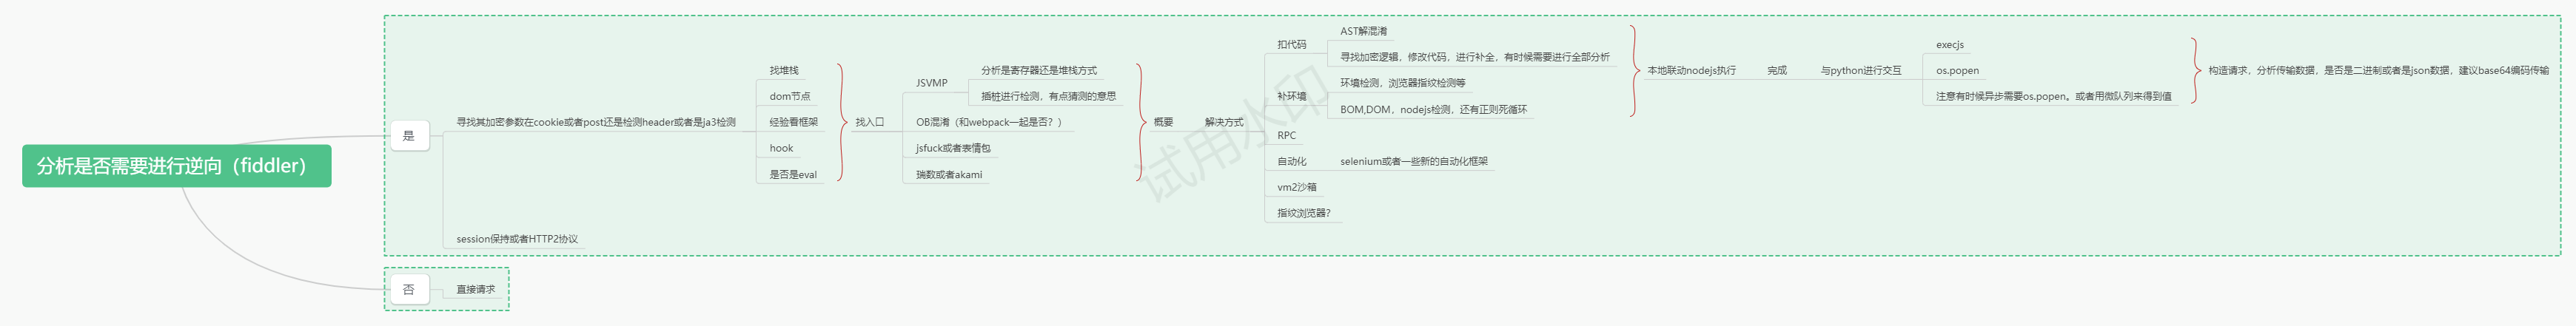 分析是否需要进行逆向（fiddler）
是
寻找其加密参数在cookie或者post还是检测header或者是ja3检测
找堆栈
dom节点
经验看框架
hook
是否是eval
找入口
JSVMP
分析是寄存器还是堆栈方式
插桩进行检测，有点猜测的意思
OB混淆（和webpack一起是否？）
jsfuck或者表情包
瑞数或者akami
概要
解决方式
扣代码
AST解混淆
寻找加密逻辑，修改代码，进行补全，有时候需要进行全部分析
补环境
环境检测，浏览器指纹检测等
BOM,DOM，nodejs检测，还有正则死循环
RPC
自动化
selenium或者一些新的自动化框架
vm2沙箱
指纹浏览器？
本地联动nodejs执行
完成
与python进行交互
execjs
os.popen
注意有时候异步需要os.popen。或者用微队列来得到值
构造请求，分析传输数据，是否是二进制或者是json数据，建议base64编码传输
session保持或者HTTP2协议
否
直接请求
试用水印